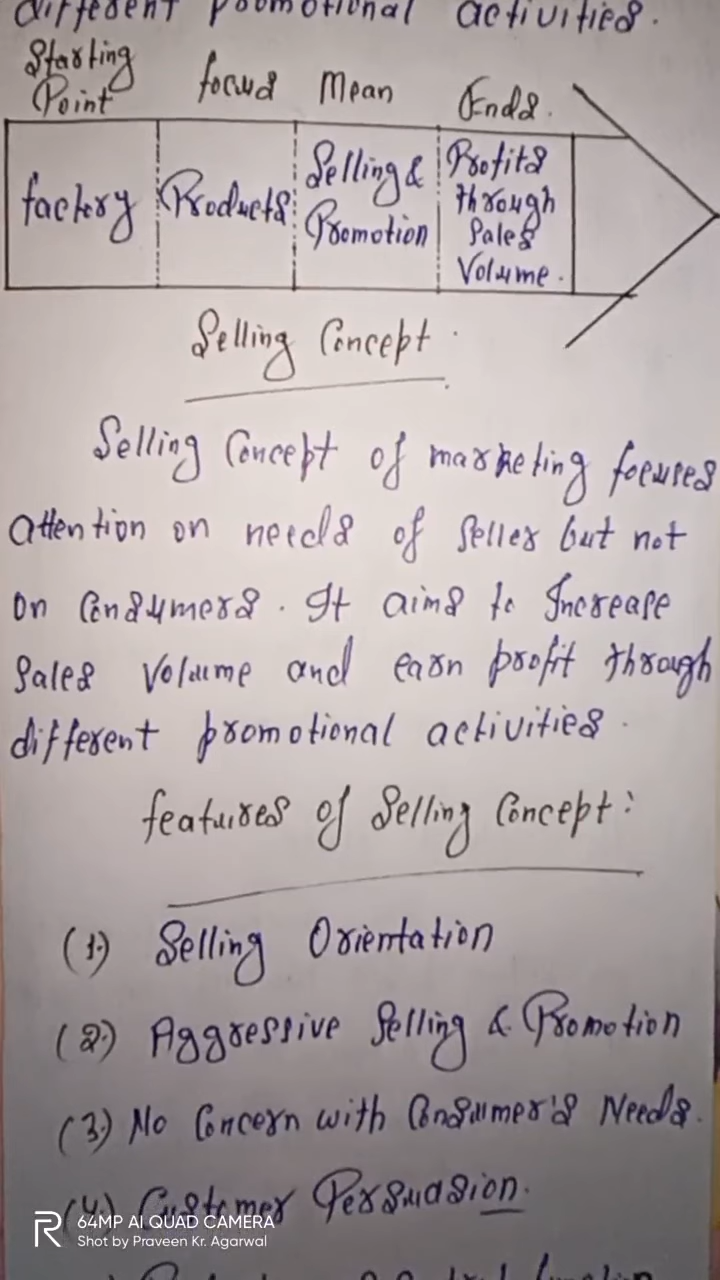 different promotional activities.
Starting Point
focus
Mean
Ends.
factory
Products
Selling &
Promotion
Profits
through
Sales
Volume.
Selling Concept.
Selling Concept of marketing focuses
attention on needs of seller but not
on Consumers. It aims to Increase
Sales Volume and earn profit through
different promotional activities.
features of Selling Concept:
(1.) Selling Orientation
(2.) Aggressive Selling & Promotion
(3.) No Concern with Consumer's Needs.
(4.) Customer Persuasion.
64MP AI QUAD CAMERA
Shot by Praveen Kr. Agarwal